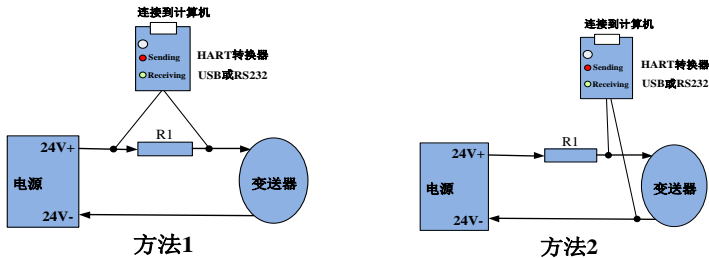 连接到计算机
Sending
Receiving
HART转换器
USB或RS232
R1
24V+
电源
24V-
变送器
方法1
连接到计算机
Sending
Receiving
HART转换器
USB或RS232
R1
24V+
电源
24V-
变送器
方法2